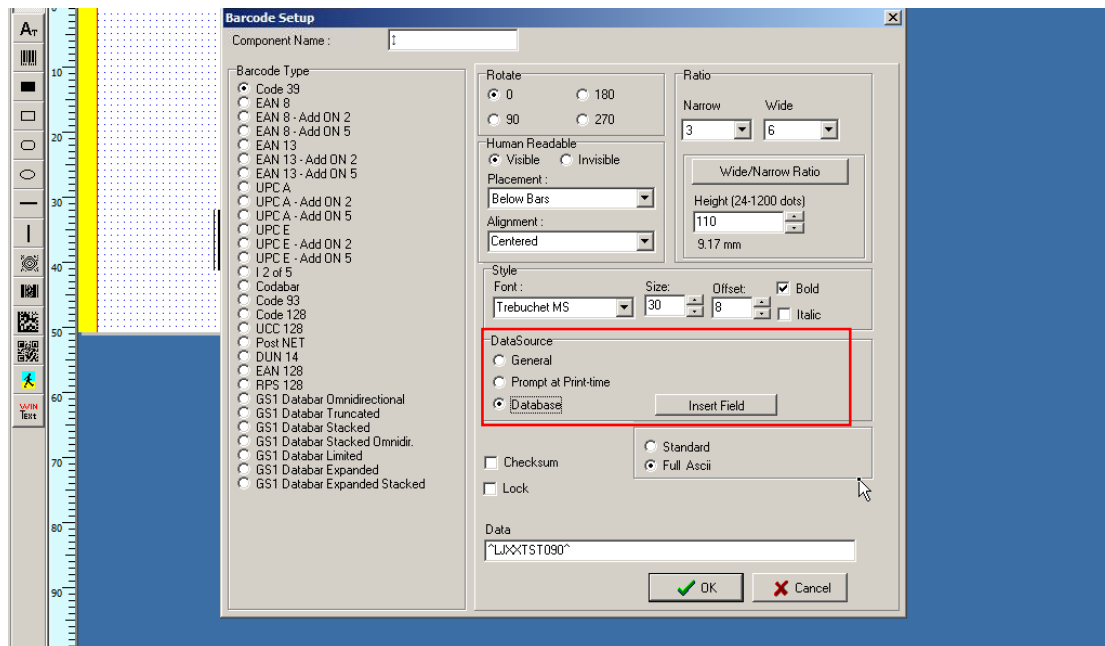 Barcode Setup
Component Name :
Barcode Type
Code 39
EAN 8
EAN 8 - Add ON 2
EAN 8 - Add ON 5
EAN 13
EAN 13 - Add ON 2
EAN 13 - Add ON 5
UPC A
UPC A - Add ON 2
UPC A - Add ON 5
UPC E
UPC E - Add ON 2
UPC E - Add ON 5
I 2 of 5
Codabar
Code 93
Code 128
UCC 128
Post NET
DUN 14
EAN 128
RPS 128
GS1 Databar Omnidirectional
GS1 Databar Truncated
GS1 Databar Stacked
GS1 Databar Stacked Omnidir.
GS1 Databar Limited
GS1 Databar Expanded
GS1 Databar Expanded Stacked
Rotate
0 180
90 270
Human Readable
Visible Invisible
Placement :
Below Bars
Alignment :
Centered
Ratio
Narrow Wide
3 6
Wide/Narrow Ratio
Height (24-1200 dots)
110
9.17 mm
Style
Font : Size: Offset: Bold
Trebuchet MS 30 8 Italic
DataSource
General
Prompt at Print-time
Database Insert Field
Standard
Checksum Full Ascii
Lock
Data
^LJXXTST090^
OK Cancel
AT
WIN
Text
10
20
30
40
50
60
70
80
90